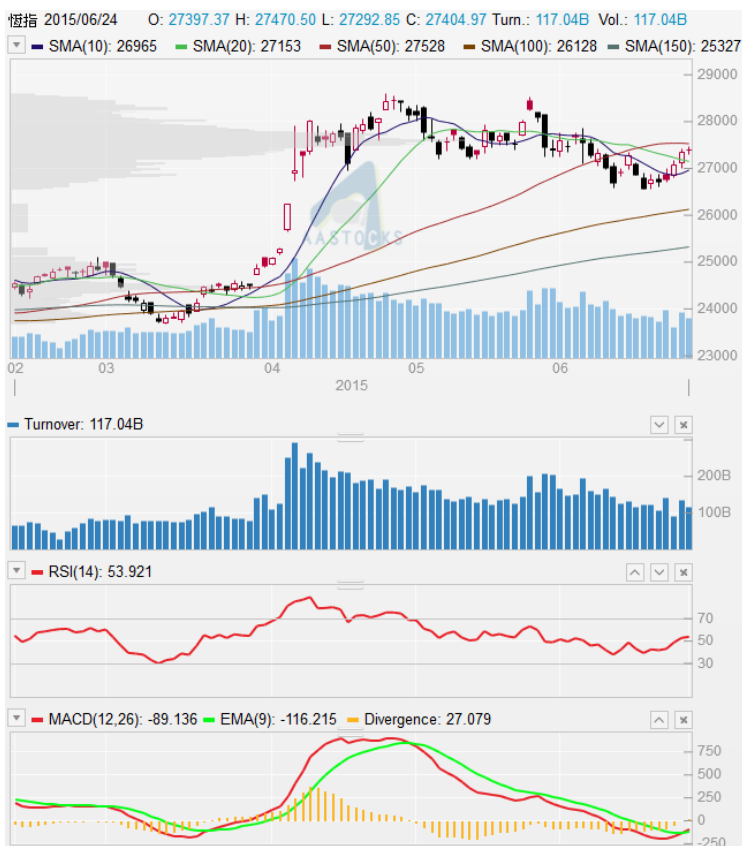 恆指 2015/06/24 O: 27397.37 H: 27470.50 L: 27292.85 C: 27404.97 Turn.: 117.04B Vol.: 117.04B
SMA(10): 26965 SMA(20): 27153 SMA(50): 27528 SMA(100): 26128 SMA(150): 25327
29000
28000
27000
26000
AASTOCKS
25000
24000
23000
02 03 04 05 06
2015
Turnover: 117.04B
200B
100B
RSI(14): 53.921
70
50
30
MACD(12,26): -89.136 EMA(9): -116.215 Divergence: 27.079
750
500
250
0
-250